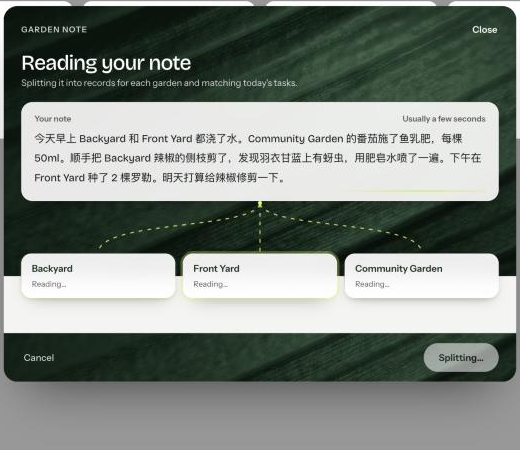 GARDEN NOTE
Close
Reading your note
Splitting it into records for each garden and matching today's tasks.
Your note
Usually a few seconds
今天早上 Backyard 和 Front Yard 都浇了水。Community Garden 的番茄施了鱼乳肥，每棵
50ml。顺手把 Backyard 辣椒的侧枝剪了，发现羽衣甘蓝上有蚜虫，用肥皂水喷了一遍。下午在
Front Yard 种了 2 棵罗勒。明天打算给辣椒修剪一下。
Backyard
Front Yard
Community Garden
Reading...
Reading...
Reading...
Cancel
Splitting...